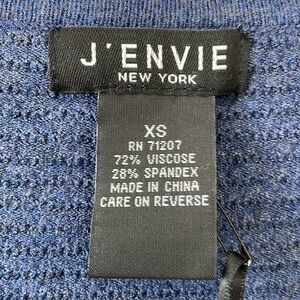 J'ENVIE
NEW YORK
XS
RN 71207
72% VISCOSE
28% SPANDEX
MADE IN CHINA
CARE ON REVERSE